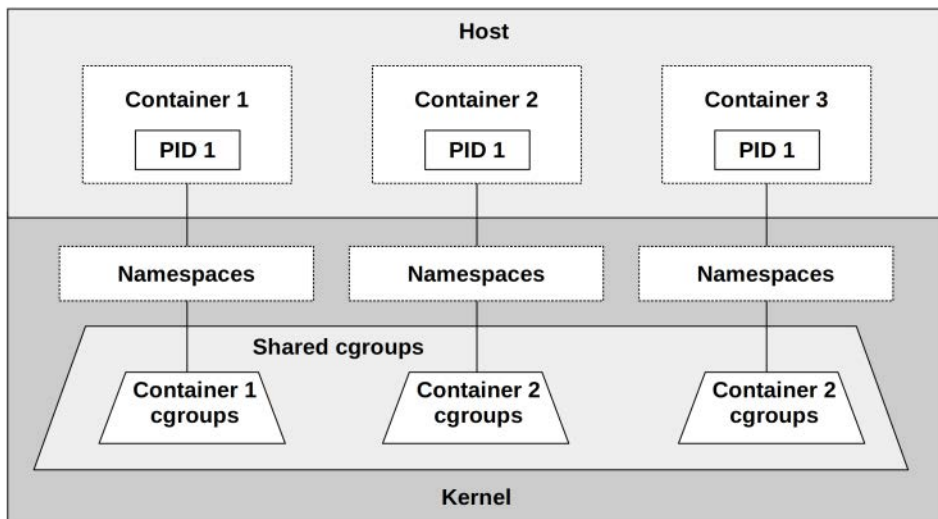 Host
Container 1
Container 2
Container 3
PID 1
PID 1
PID 1
Namespaces
Namespaces
Namespaces
Shared cgroups
Container 1
cgroups
Container 2
cgroups
Container 2
cgroups
Kernel